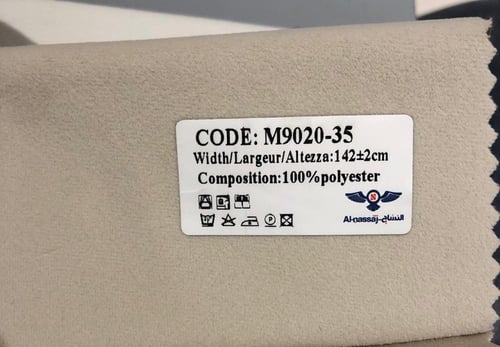 CODE: M9020-35
Width/Largeur/Altezza:142±2cm
Composition:100%polyester
Al-nassaj-النساج